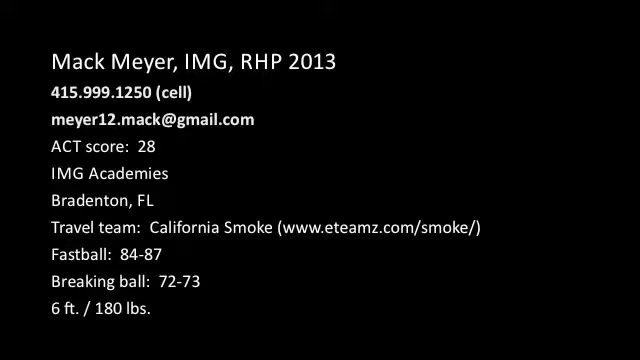 Mack Meyer, IMG, RHP 2013
415.999.1250 (cell)
meyer12.mack@gmail.com
ACT score:  28
IMG Academies
Bradenton, FL
Travel team:  California Smoke (www.eteamz.com/smoke/)
Fastball:  84-87
Breaking ball:  72-73
6 ft. / 180 lbs.